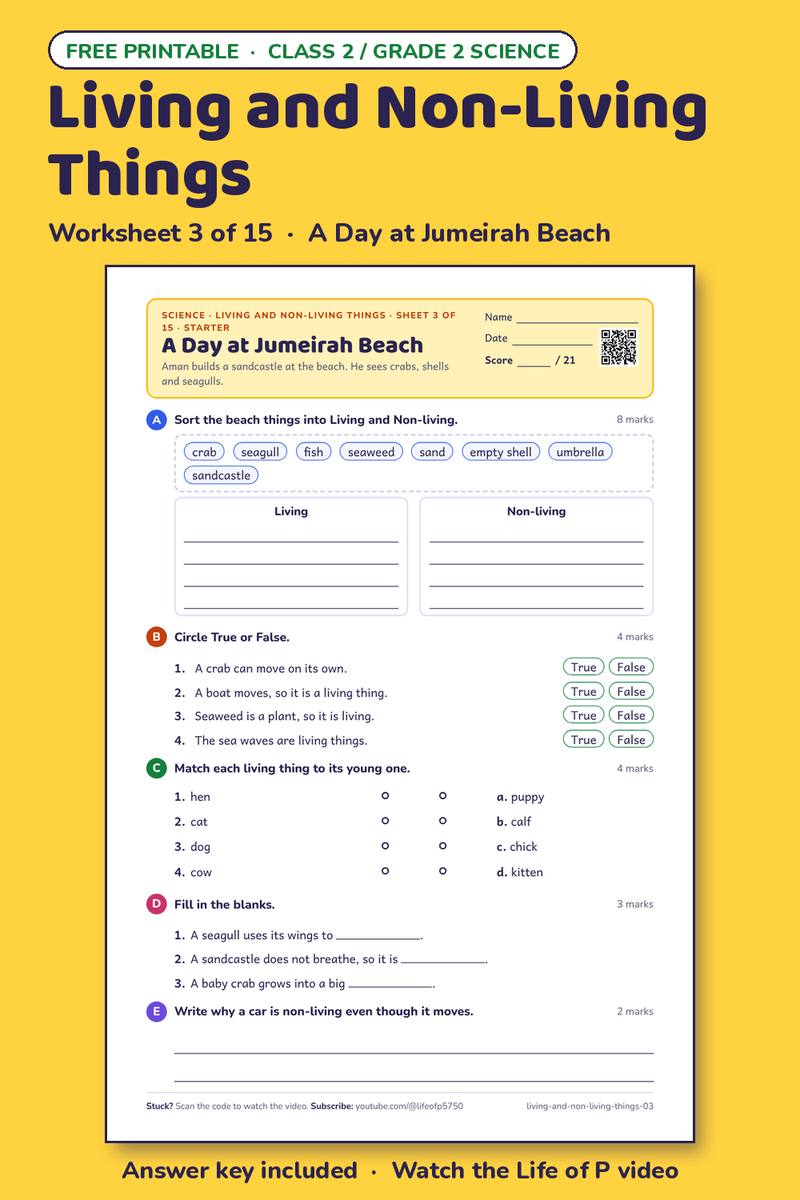 FREE PRINTABLE · CLASS 2 / GRADE 2 SCIENCE
Living and Non-Living
Things
Worksheet 3 of 15 · A Day at Jumeirah Beach
SCIENCE · LIVING AND NON-LIVING THINGS · SHEET 3 OF
15 · STARTER
A Day at Jumeirah Beach
Aman builds a sandcastle at the beach. He sees crabs, shells
and seagulls.
Name
Date
Score ______ / 21
A Sort the beach things into Living and Non-living. 8 marks
crab seagull fish seaweed sand empty shell umbrella
sandcastle
Living Non-living
B Circle True or False. 4 marks
1. A crab can move on its own. True False
2. A boat moves, so it is a living thing. True False
3. Seaweed is a plant, so it is living. True False
4. The sea waves are living things. True False
C Match each living thing to its young one. 4 marks
1. hen a. puppy
2. cat b. calf
3. dog c. chick
4. cow d. kitten
D Fill in the blanks. 3 marks
1. A seagull uses its wings to ____________.
2. A sandcastle does not breathe, so it is ____________.
3. A baby crab grows into a big ____________.
E Write why a car is non-living even though it moves. 2 marks
Stuck? Scan the code to watch the video. Subscribe: youtube.com/@lifeofp5750 living-and-non-living-things-03
Answer key included · Watch the Life of P video